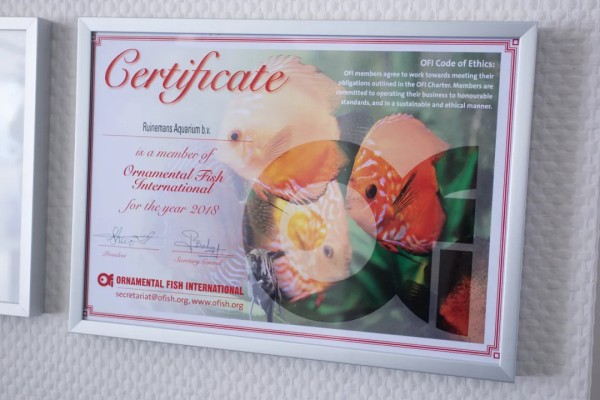 Certificate
Ruinemans Aquarium b.v.
is a member of
Ornamental Fish
International
for the year 2018
President
Secretary General
Ofi ORNAMENTAL FISH INTERNATIONAL
secretariat@ofish.org, www.ofish.org
OFI Code of Ethics:
OFI members agree to work towards meeting their
obligations outlined in the OFI Charter. Members are
committed to operating their business to honourable
standards, and in a sustainable and ethical manner.